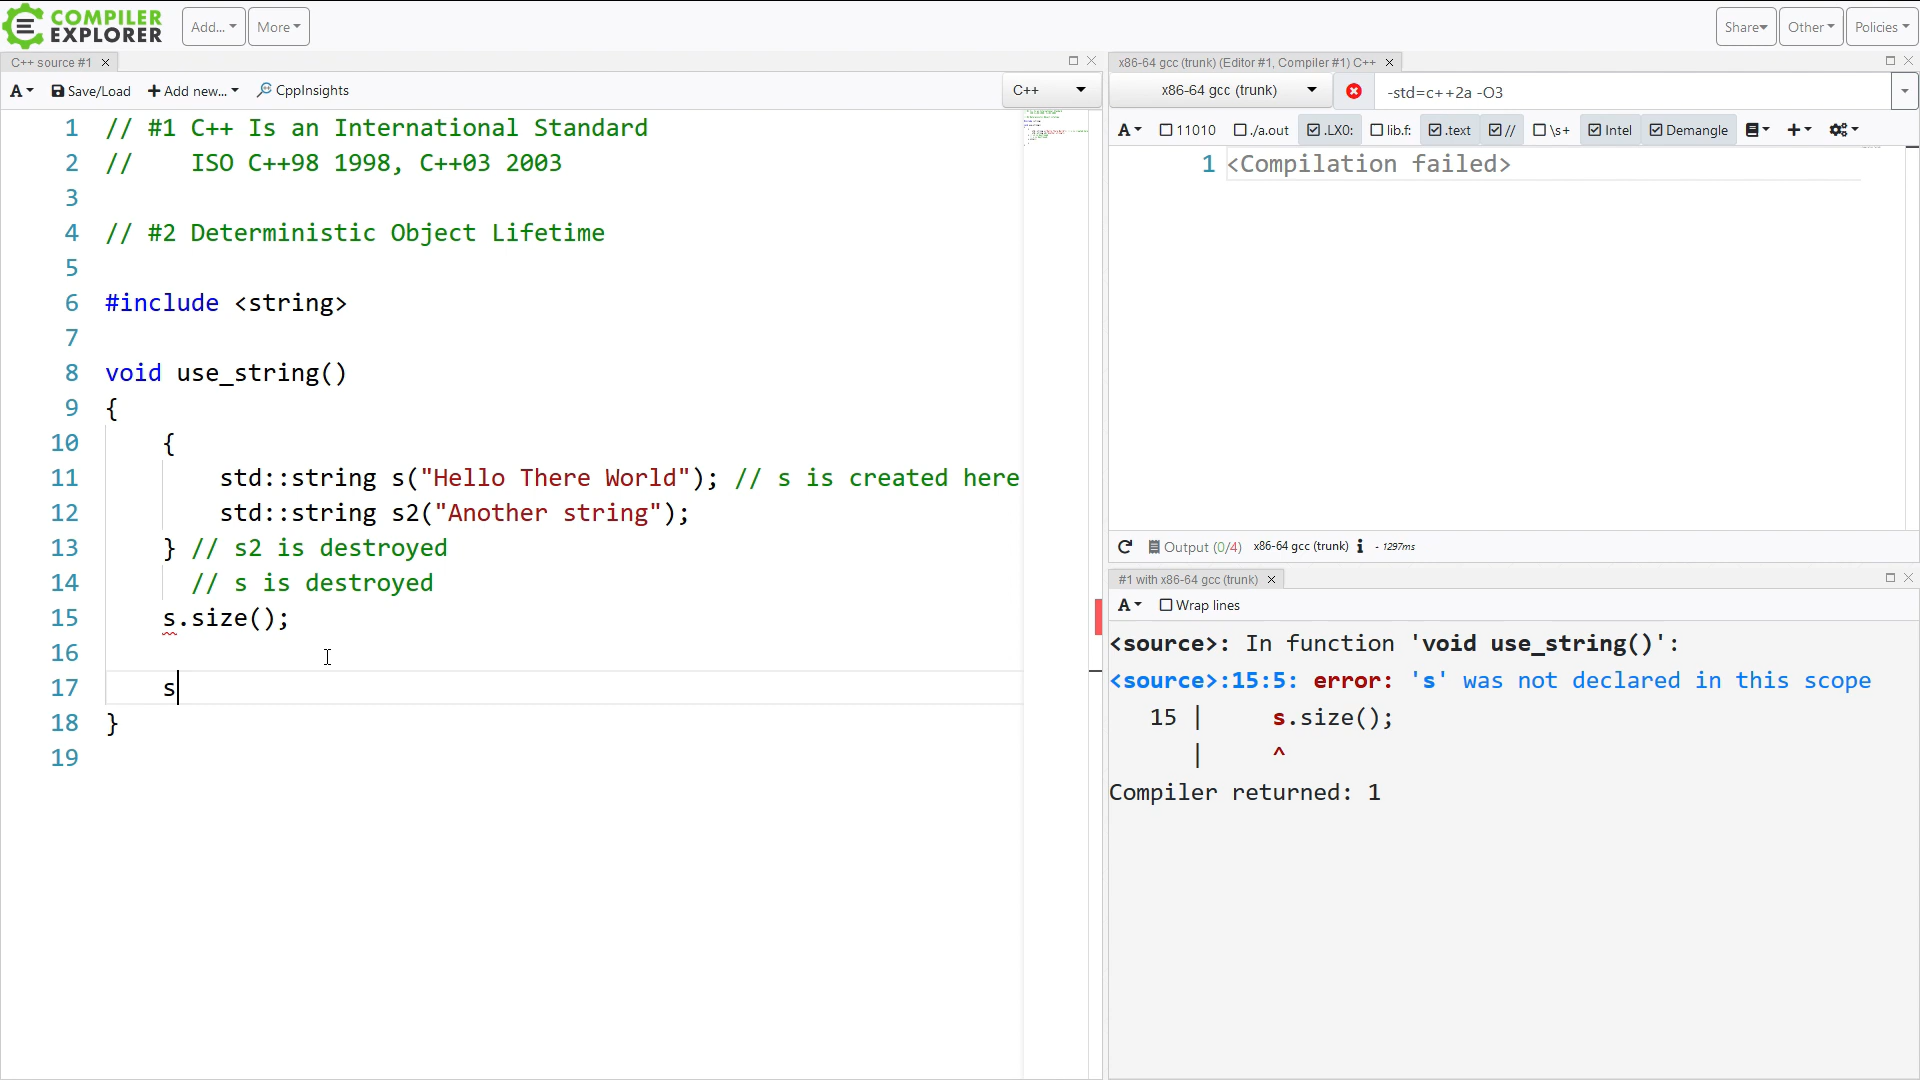 COMPILER
EXPLORER
Add...
More
Share
Other
Policies
C++ source #1
A
Save/Load
Add new...
CppInsights
C++
1 // #1 C++ Is an International Standard
2 //    ISO C++98 1998, C++03 2003
3
4 // #2 Deterministic Object Lifetime
5
6 #include <string>
7
8 void use_string()
9 {
10     {
11         std::string s("Hello There World"); // s is created here
12         std::string s2("Another string");
13     } // s2 is destroyed
14       // s is destroyed
15     s.size();
16
17     s
18 }
19
x86-64 gcc (trunk) (Editor #1, Compiler #1) C++
x86-64 gcc (trunk)
-std=c++2a -O3
A
11010
./a.out
.LX0:
lib.f:
.text
//
\s+
Intel
Demangle
1 <Compilation failed>
Output (0/4) x86-64 gcc (trunk) i - 1297ms
#1 with x86-64 gcc (trunk)
A
Wrap lines
<source>: In function 'void use_string()':
<source>:15:5: error: 's' was not declared in this scope
15 |     s.size();
|     ^
Compiler returned: 1